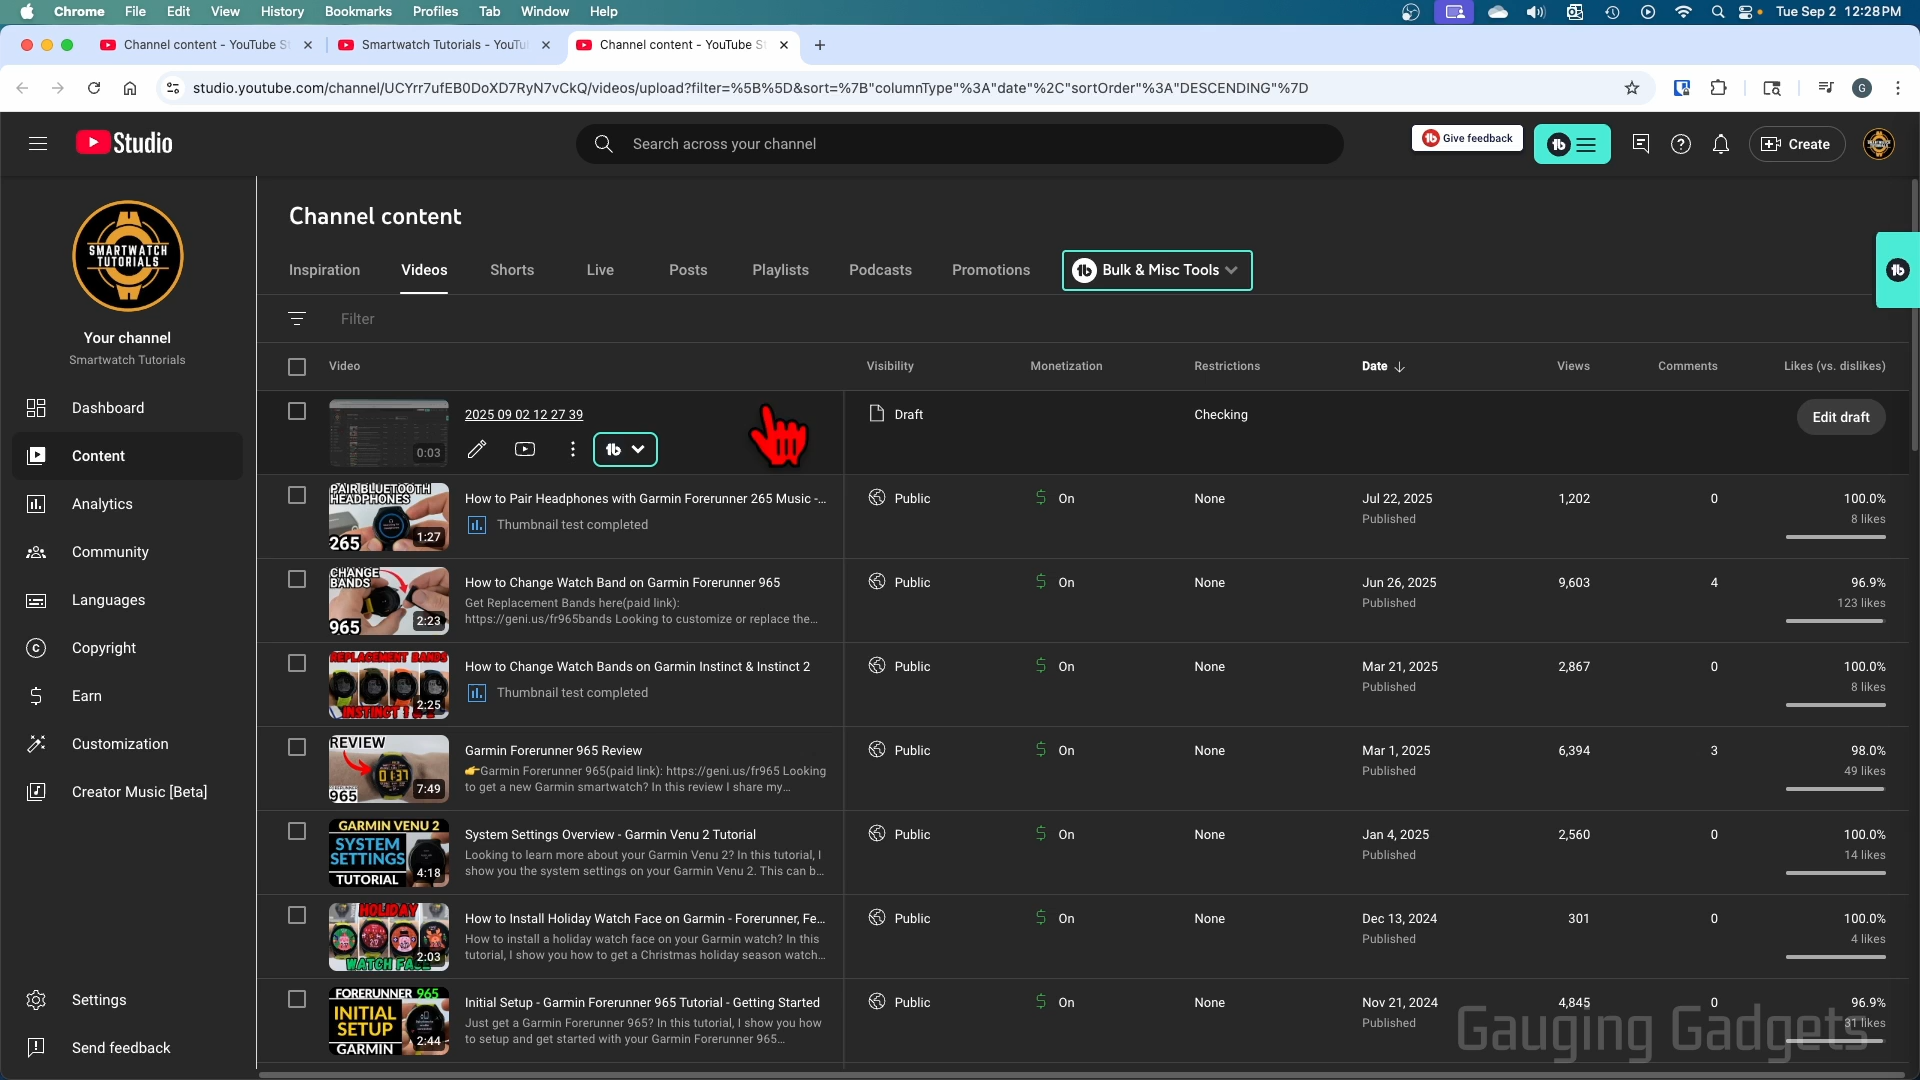 Chrome File Edit View History Bookmarks Profiles Tab Window Help Tue Sep 2 12:28PM
Channel content - YouTube S Smartwatch Tutorials - YouTu Channel content - YouTube S
studio.youtube.com/channel/UCYrr7ufEB0DoXD7RyN7vCkQ/videos/upload?filter=%5B%5D&sort=%7B"columnType"%3A"date"%2C"sortOrder"%3A"DESCENDING"%7D G
Studio Search across your channel Give feedback Create
SMARTWATCH
TUTORIALS
Your channel
Smartwatch Tutorials
Dashboard
Content
Analytics
Community
Languages
Copyright
Earn
Customization
Creator Music [Beta]
Settings
Send feedback
Channel content
Inspiration Videos Shorts Live Posts Playlists Podcasts Promotions Bulk & Misc Tools
Filter
Video Visibility Monetization Restrictions Date Views Comments Likes (vs. dislikes)
2025 09 02 12 27 39 Draft Checking Edit draft
0:03
PAIR BLUETOOTH
HEADPHONES
265 1:27
How to Pair Headphones with Garmin Forerunner 265 Music -... Public On None Jul 22, 2025 1,202 0 100.0%
Thumbnail test completed Published 8 likes
CHANGE
BANDS
965 2:23
How to Change Watch Band on Garmin Forerunner 965 Public On None Jun 26, 2025 9,603 4 96.9%
Get Replacement Bands here(paid link): Published 123 likes
https://geni.us/fr965bands Looking to customize or replace the...
REPLACEMENT BANDS
2:25
INSTINCT 1 & 2
How to Change Watch Bands on Garmin Instinct & Instinct 2 Public On None Mar 21, 2025 2,867 0 100.0%
Thumbnail test completed Published 8 likes
REVIEW
01:37
965 7:49
Garmin Forerunner 965 Review Public On None Mar 1, 2025 6,394 3 98.0%
👉Garmin Forerunner 965(paid link): https://geni.us/fr965 Looking Published 49 likes
to get a new Garmin smartwatch? In this review I share my...
GARMIN VENU 2
SYSTEM
SETTINGS
TUTORIAL 4:18
System Settings Overview - Garmin Venu 2 Tutorial Public On None Jan 4, 2025 2,560 0 100.0%
Looking to learn more about your Garmin Venu 2? In this tutorial, I Published 14 likes
show you the system settings on your Garmin Venu 2. This can b...
HOLIDAY
WATCH FACE 2:03
How to Install Holiday Watch Face on Garmin - Forerunner, Fe... Public On None Dec 13, 2024 301 0 100.0%
How to install a holiday watch face on your Garmin watch? In this Published 4 likes
tutorial, I show you how to get a Christmas holiday season watch...
FORERUNNER 965
INITIAL
SETUP
GARMIN 2:44
Initial Setup - Garmin Forerunner 965 Tutorial - Getting Started Public On None Nov 21, 2024 4,845 0 96.9%
Just get a Garmin Forerunner 965? In this tutorial, I show you how Published 31 likes
to setup and get started with your Garmin Forerunner 965...
Gauging Gadgets